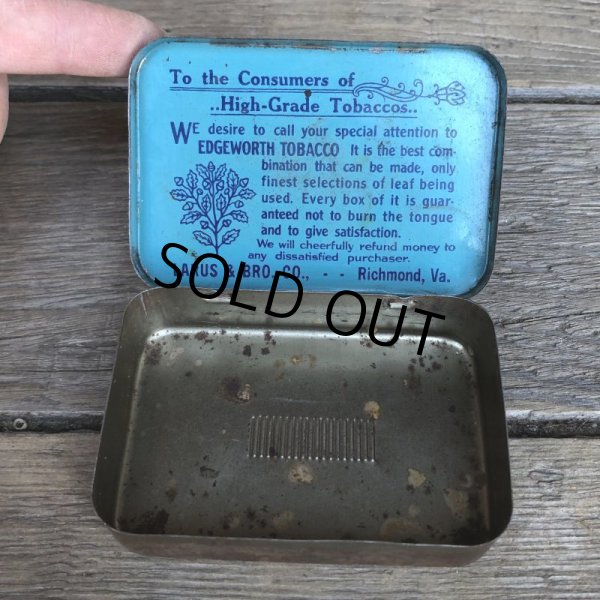 To the Consumers of
..High-Grade Tobaccos..
WE desire to call your special attention to
EDGEWORTH TOBACCO It is the best com-
bination that can be made, only
finest selections of leaf being
used. Every box of it is guar-
anteed not to burn the tongue
and to give satisfaction.
We will cheerfully refund money to
any dissatisfied purchaser.
& BRO. CO., - - Richmond, Va.
SOLD OUT